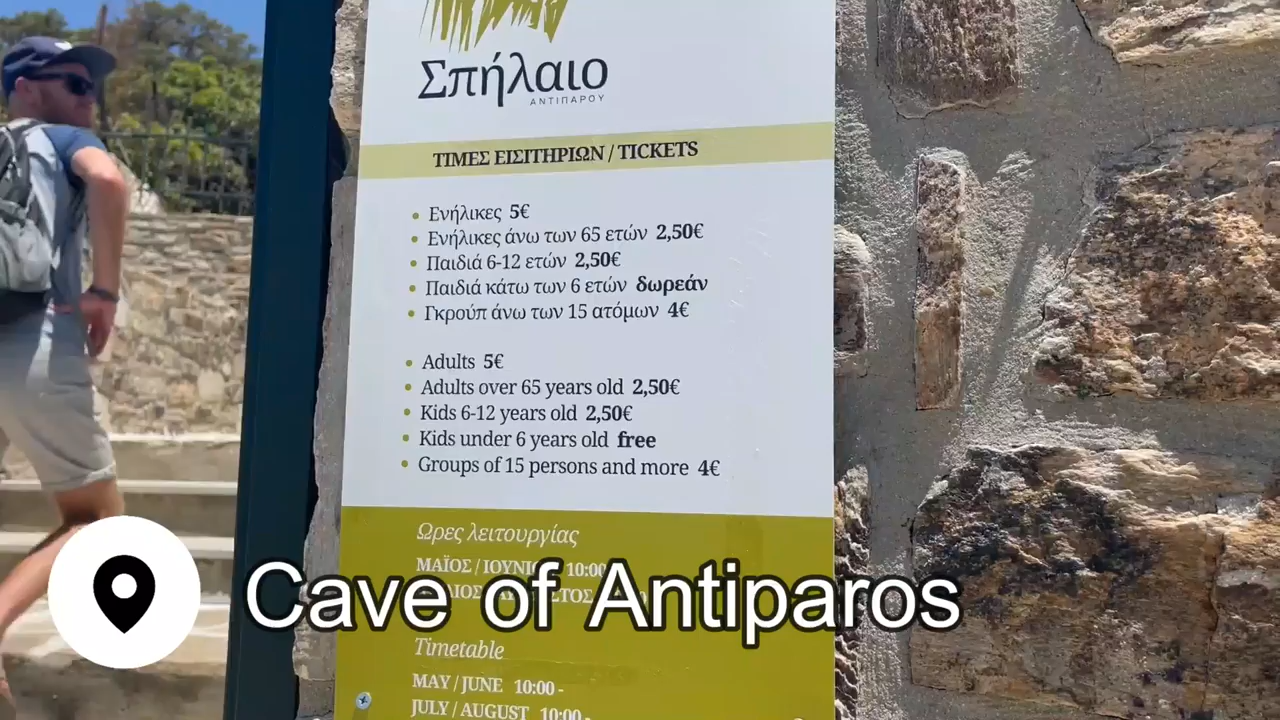 Σπήλαιο
ΑΝΤΙΠΑΡΟΥ
ΤΙΜΕΣ ΕΙΣΙΤΗΡΙΩΝ / TICKETS
• Ενήλικες 5€
• Ενήλικες άνω των 65 ετών 2,50€
• Παιδιά 6-12 ετών 2,50€
• Παιδιά κάτω των 6 ετών δωρεάν
• Γκρούπ άνω των 15 ατόμων 4€
• Adults 5€
• Adults over 65 years old 2,50€
• Kids 6-12 years old 2,50€
• Kids under 6 years old free
• Groups of 15 persons and more 4€
Ωρες λειτουργίας
ΜΑΪΟΣ / 10:00
Cave of Antiparos
Timetable
MAY / JUNE 10:00 -
JULY / AUGUST 10:00 -